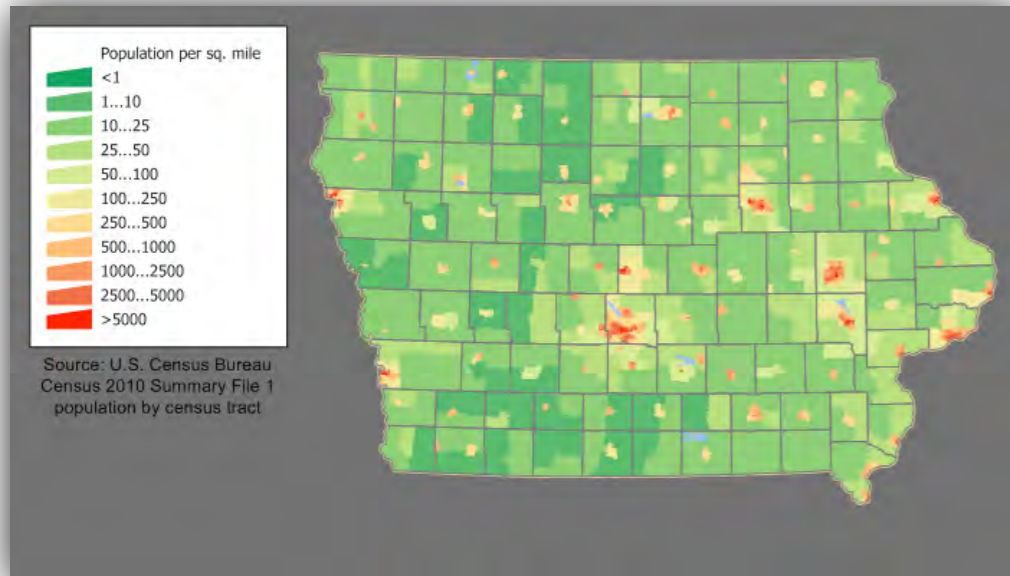 Population per sq. mile
<1
1...10
10...25
25...50
50...100
100...250
250...500
500...1000
1000...2500
2500...5000
>5000
Source: U.S. Census Bureau
Census 2010 Summary File 1
population by census tract